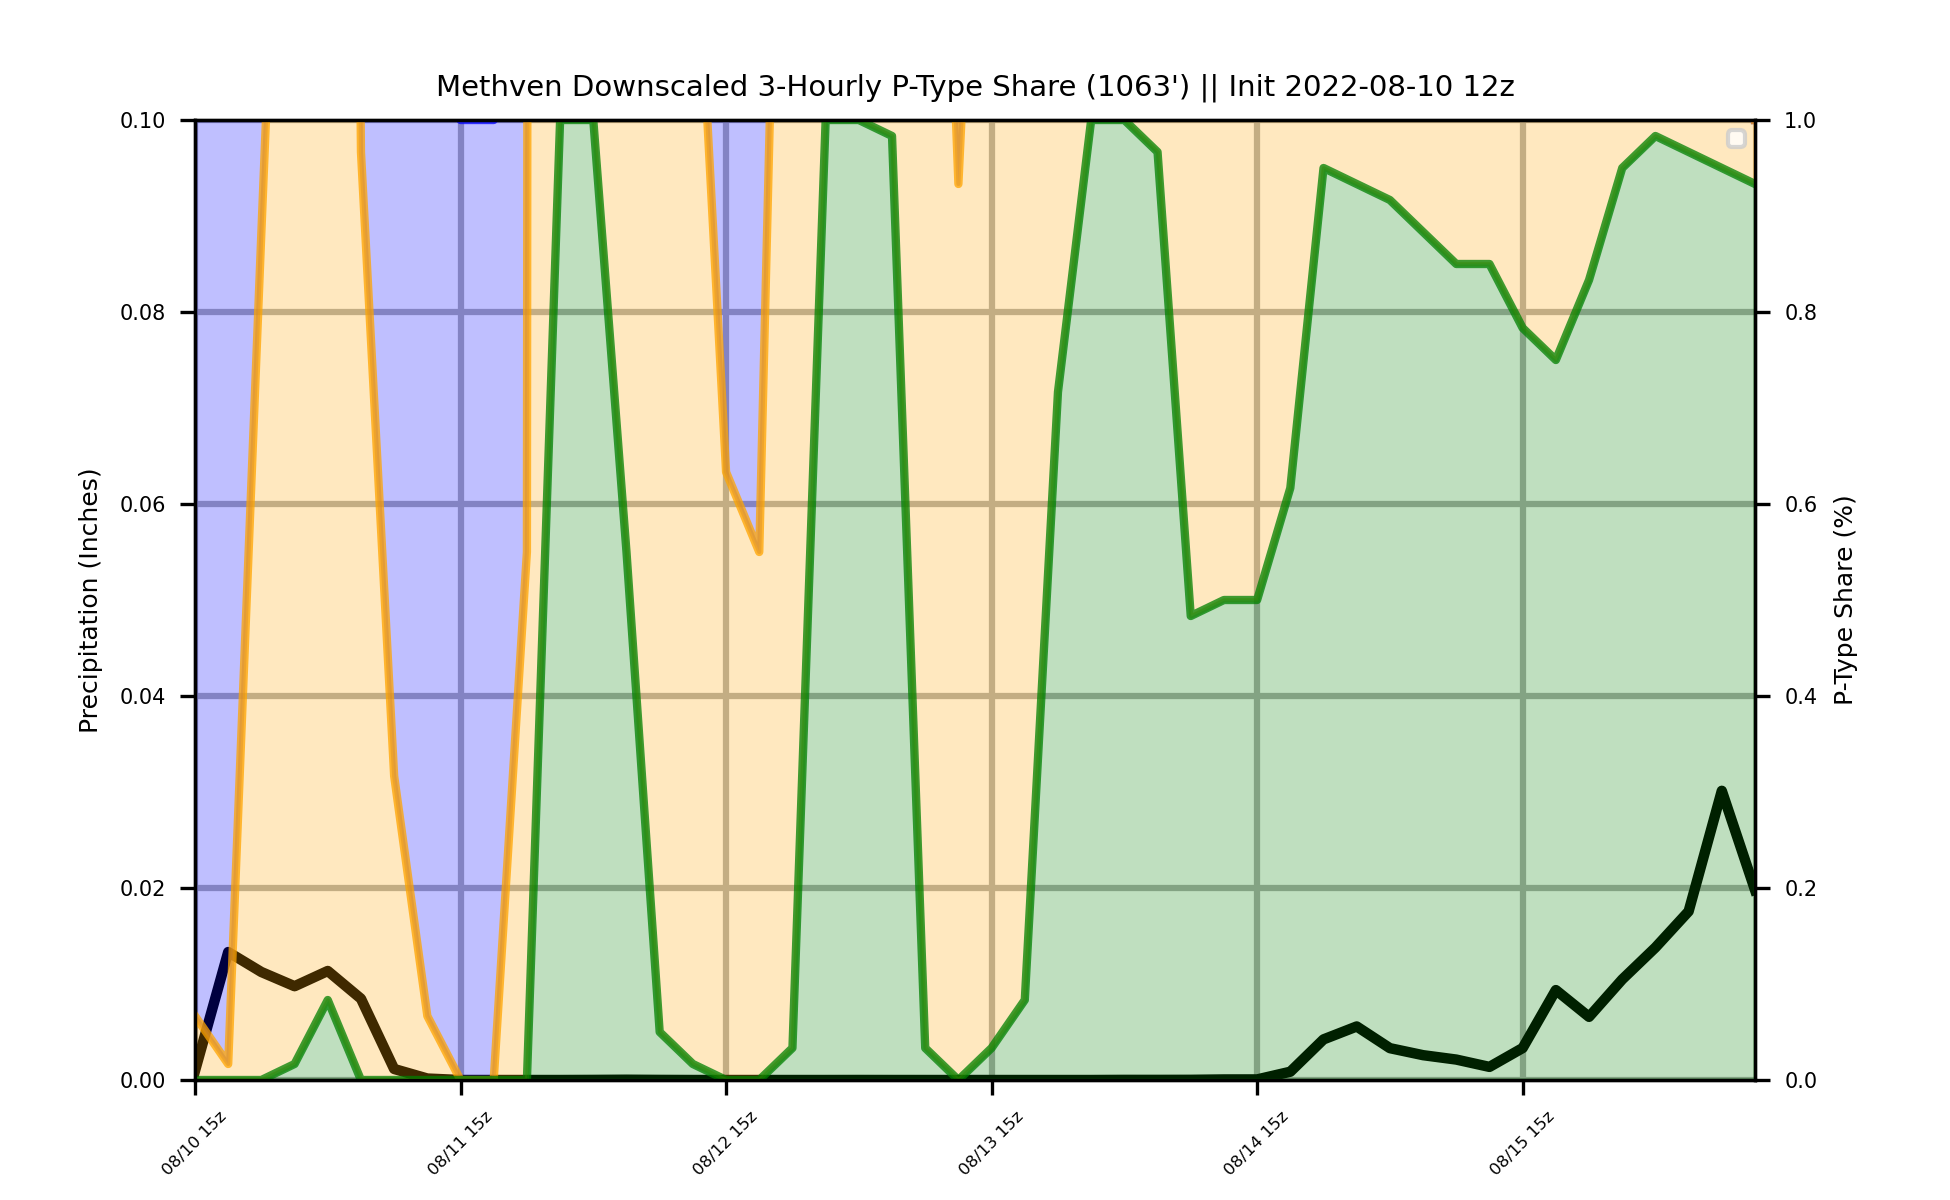 Methven Downscaled 3-Hourly P-Type Share (1063') || Init 2022-08-10 12z
0.10
0.08
0.06
0.04
0.02
0.00
Precipitation (Inches)
1.0
0.8
0.6
0.4
0.2
0.0
P-Type Share (%)
08/10 15z
08/11 15z
08/12 15z
08/13 15z
08/14 15z
08/15 15z